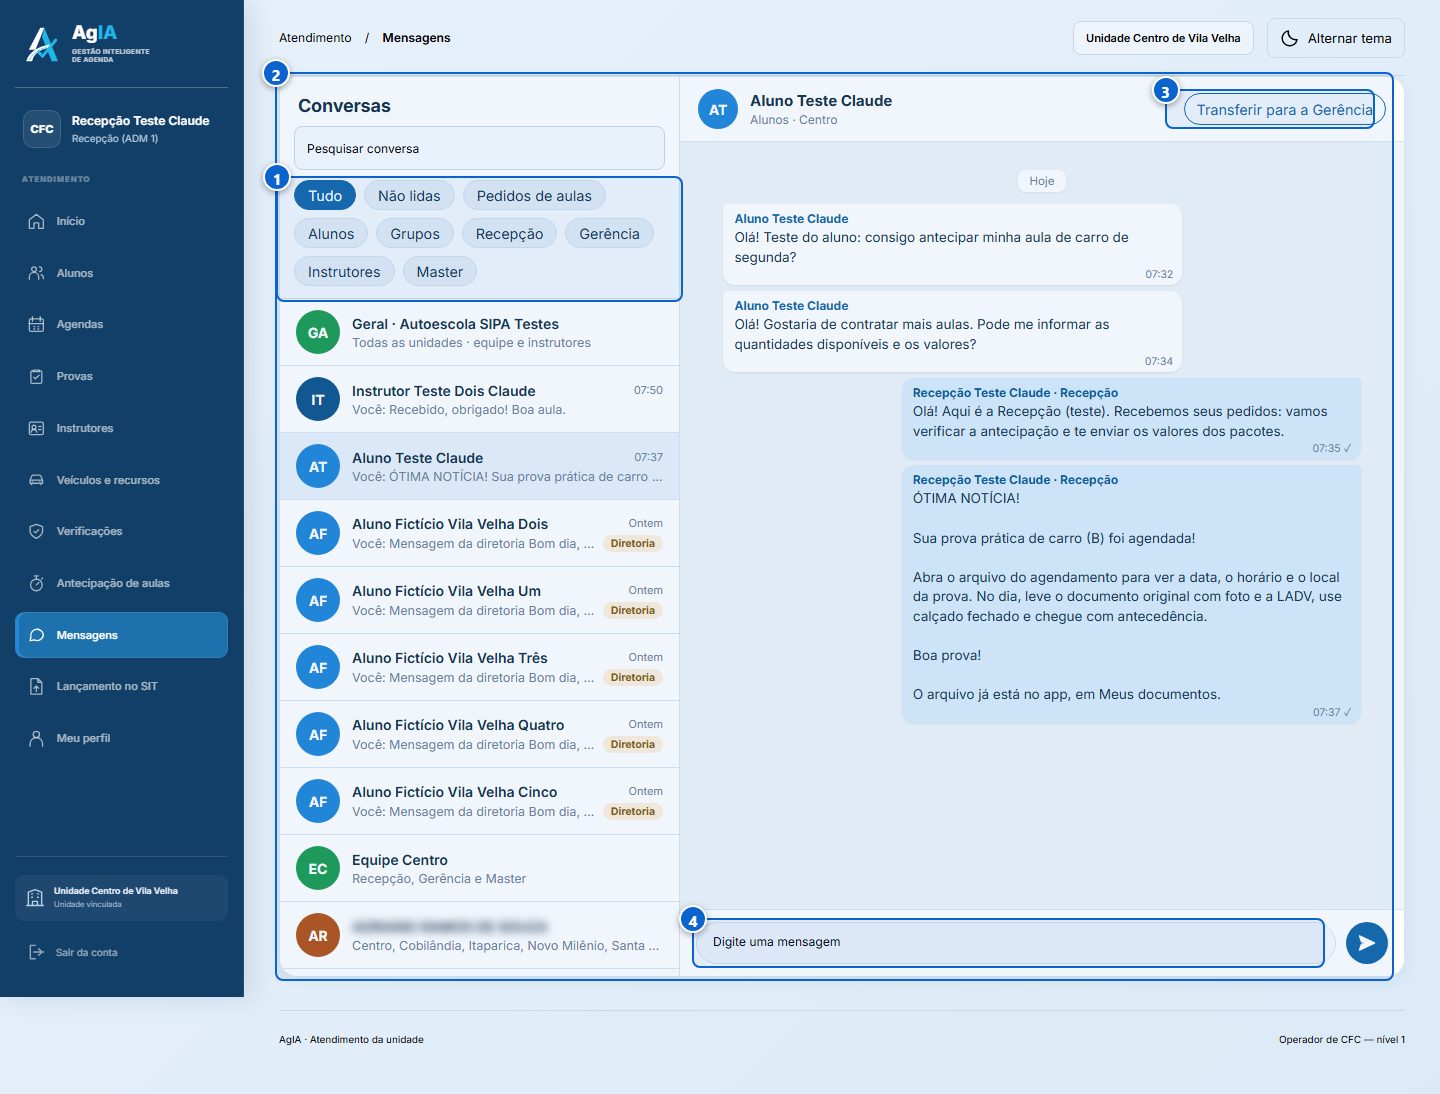 AgIA
GESTÃO INTELIGENTE
DE AGENDA
CFC
Recepção Teste Claude
Recepção (ADM 1)
ATENDIMENTO
Início
Alunos
Agendas
Provas
Instrutores
Veículos e recursos
Verificações
Antecipação de aulas
Mensagens
Lançamento no SIT
Meu perfil
Unidade Centro de Vila Velha
Unidade vinculada
Sair da conta
Atendimento / Mensagens
Unidade Centro de Vila Velha
Alternar tema
2
Conversas
Pesquisar conversa
1
Tudo
Não lidas
Pedidos de aulas
Alunos
Grupos
Recepção
Gerência
Instrutores
Master
GA
Geral · Autoescola SIPA Testes
Todas as unidades · equipe e instrutores
IT
Instrutor Teste Dois Claude
07:50
Você: Recebido, obrigado! Boa aula.
AT
Aluno Teste Claude
07:37
Você: ÓTIMA NOTÍCIA! Sua prova prática de carro ...
AF
Aluno Fictício Vila Velha Dois
Ontem
Você: Mensagem da diretoria Bom dia, ...
Diretoria
AF
Aluno Fictício Vila Velha Um
Ontem
Você: Mensagem da diretoria Bom dia, ...
Diretoria
AF
Aluno Fictício Vila Velha Três
Ontem
Você: Mensagem da diretoria Bom dia, ...
Diretoria
AF
Aluno Fictício Vila Velha Quatro
Ontem
Você: Mensagem da diretoria Bom dia, ...
Diretoria
AF
Aluno Fictício Vila Velha Cinco
Ontem
Você: Mensagem da diretoria Bom dia, ...
Diretoria
EC
Equipe Centro
Recepção, Gerência e Master
AR
Centro, Cobilândia, Itaparica, Novo Milênio, Santa ...
AT
Aluno Teste Claude
Alunos · Centro
3
Transferir para a Gerência
Hoje
Aluno Teste Claude
Olá! Teste do aluno: consigo antecipar minha aula de carro de
segunda?
07:32
Aluno Teste Claude
Olá! Gostaria de contratar mais aulas. Pode me informar as
quantidades disponíveis e os valores?
07:34
Recepção Teste Claude · Recepção
Olá! Aqui é a Recepção (teste). Recebemos seus pedidos: vamos
verificar a antecipação e te enviar os valores dos pacotes.
07:35 ✓
Recepção Teste Claude · Recepção
ÓTIMA NOTÍCIA!
Sua prova prática de carro (B) foi agendada!
Abra o arquivo do agendamento para ver a data, o horário e o local
da prova. No dia, leve o documento original com foto e a LADV, use
calçado fechado e chegue com antecedência.
Boa prova!
O arquivo já está no app, em Meus documentos.
07:37 ✓
4
Digite uma mensagem
AgIA · Atendimento da unidade
Operador de CFC — nível 1